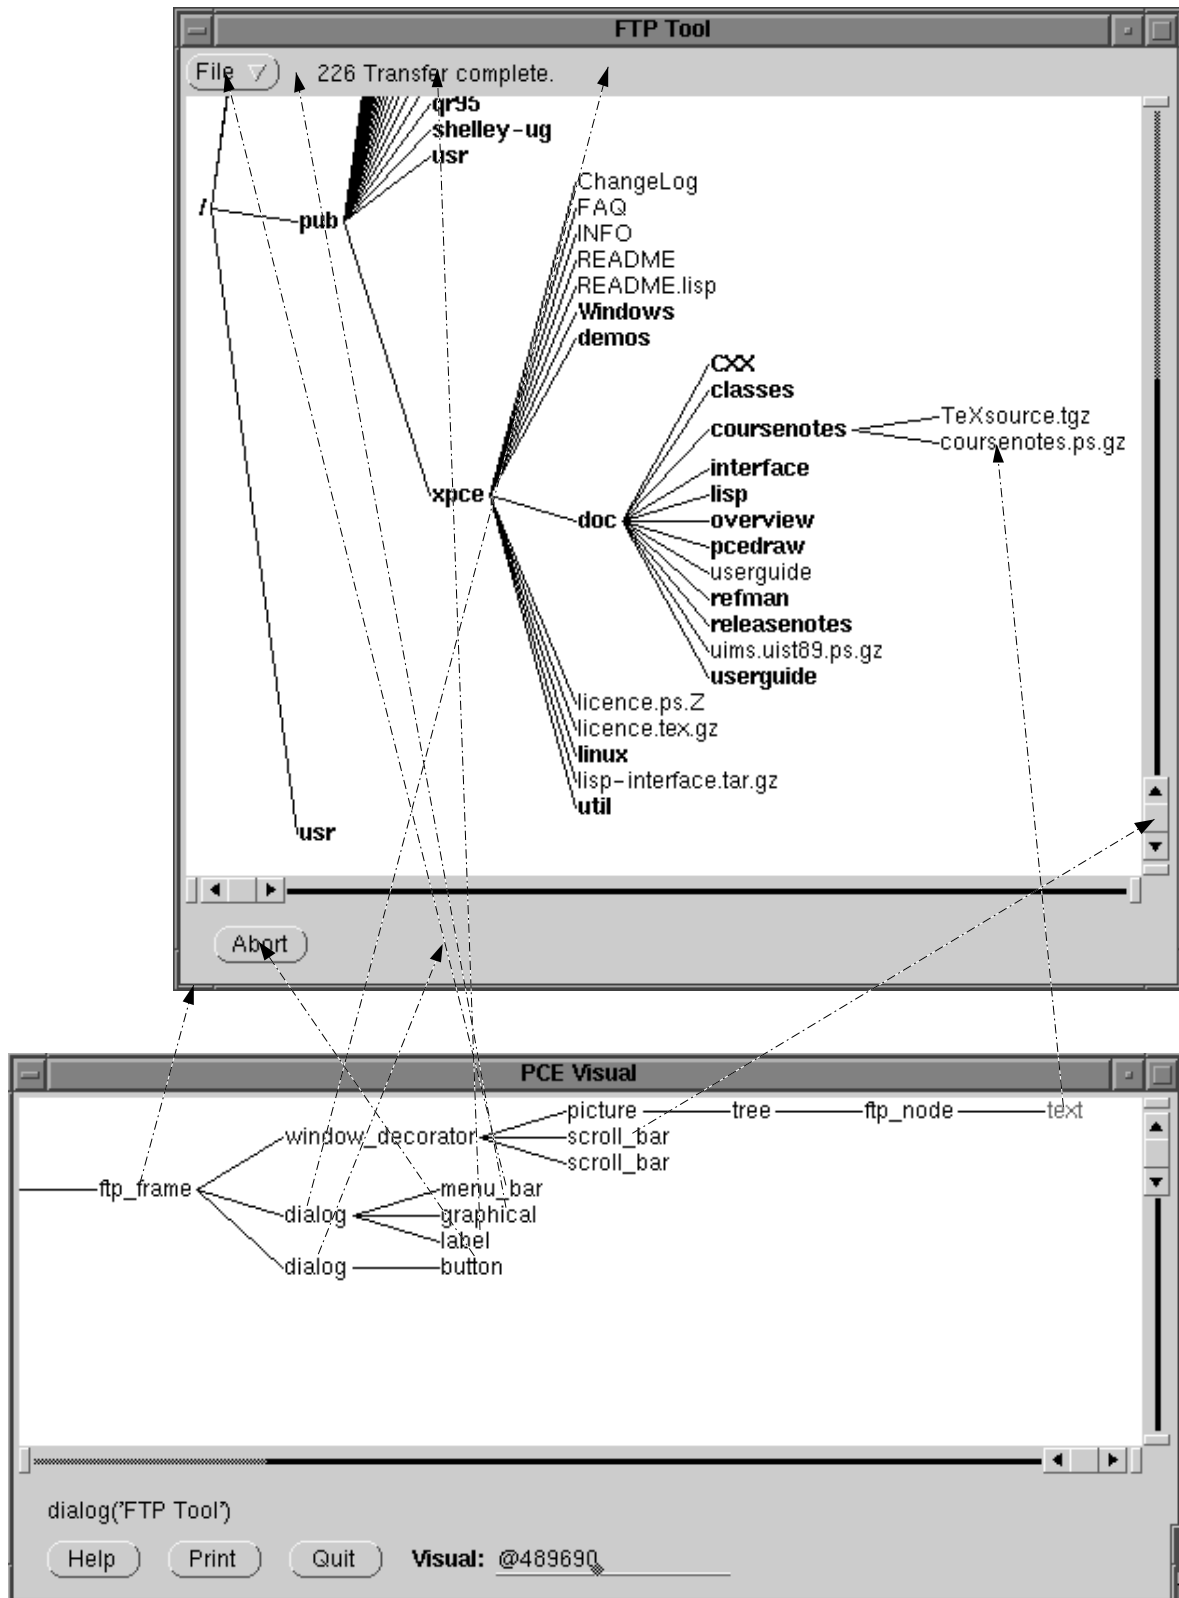 FTP Tool
File 226 Transfer complete.
qr95
shelley-ug
usr
ChangeLog
/ pub FAQ
INFO
README
README.lisp
Windows
demos
CXX
classes
coursenotes TeXsource.tgz
coursenotes.ps.gz
interface
xpce lisp
doc overview
pcedraw
userguide
refman
releasenotes
uims.uist89.ps.gz
userguide
licence.ps.Z
licence.tex.gz
linux
lisp-interface.tar.gz
util
usr
Abort
PCE Visual
picture tree ftp_node text
window_decorator scroll_bar
scroll_bar
ftp_frame menu_bar
dialog graphical
label
dialog button
dialog('FTP Tool')
Help Print Quit Visual: @489690